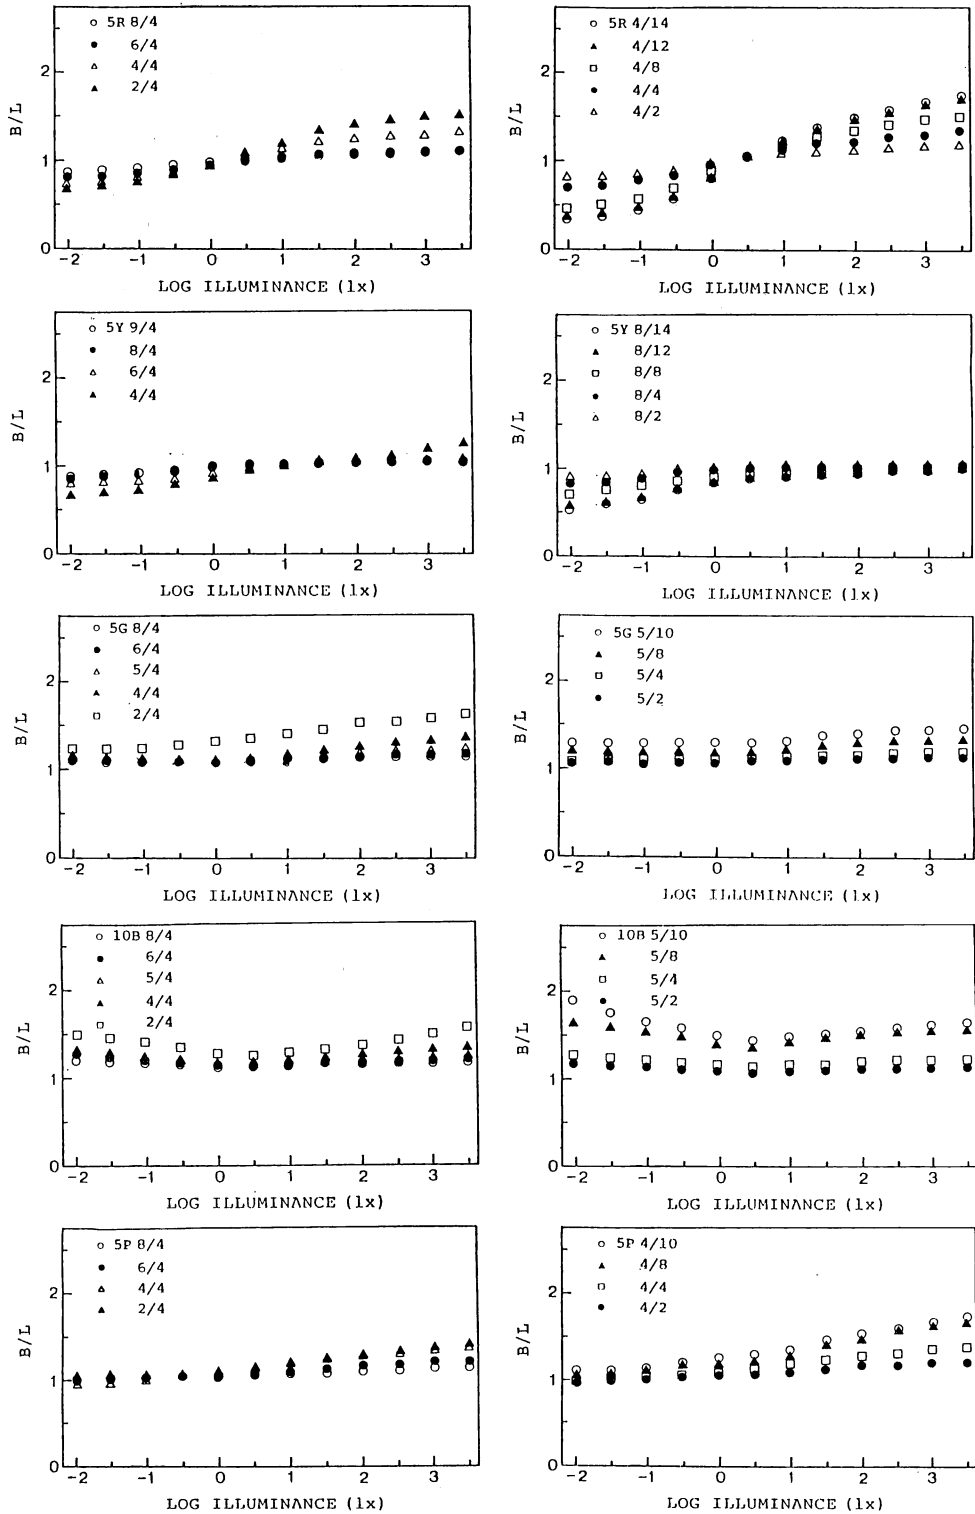 5R 8/4
6/4
4/4
2/4
2
1
0
B/L
-2 -1 0 1 2 3
LOG ILLUMINANCE (lx)
5R 4/14
4/12
4/8
4/4
4/2
2
1
0
B/L
-2 -1 0 1 2 3
LOG ILLUMINANCE (lx)
5Y 9/4
8/4
6/4
4/4
2
1
0
B/L
-2 -1 0 1 2 3
LOG ILLUMINANCE (lx)
5Y 8/14
8/12
8/8
8/4
8/2
2
1
0
B/L
-2 -1 0 1 2 3
LOG ILLUMINANCE (lx)
5G 8/4
6/4
5/4
4/4
2/4
2
1
0
B/L
-2 -1 0 1 2 3
LOG ILLUMINANCE (lx)
5G 5/10
5/8
5/4
5/2
2
1
0
B/L
-2 -1 0 1 2 3
LOG ILLUMINANCE (lx)
10B 8/4
6/4
5/4
4/4
2/4
2
1
0
B/L
-2 -1 0 1 2 3
LOG ILLUMINANCE (lx)
10B 5/10
5/8
5/4
5/2
2
1
0
B/L
-2 -1 0 1 2 3
LOG ILLUMINANCE (lx)
5P 8/4
6/4
4/4
2/4
2
1
0
B/L
-2 -1 0 1 2 3
LOG ILLUMINANCE (lx)
5P 4/10
4/8
4/4
4/2
2
1
0
B/L
-2 -1 0 1 2 3
LOG ILLUMINANCE (lx)